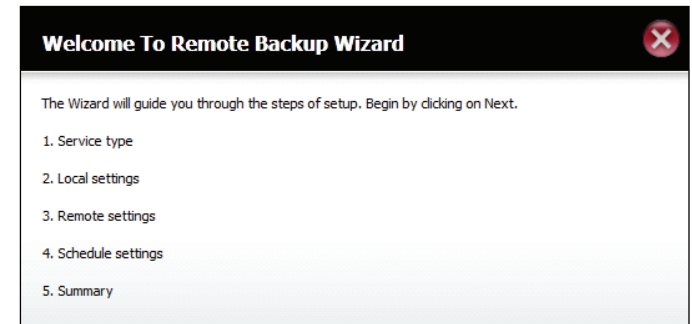 Welcome To Remote Backup Wizard
The Wizard will guide you through the steps of setup. Begin by clicking on Next.
1. Service type
2. Local settings
3. Remote settings
4. Schedule settings
5. Summary